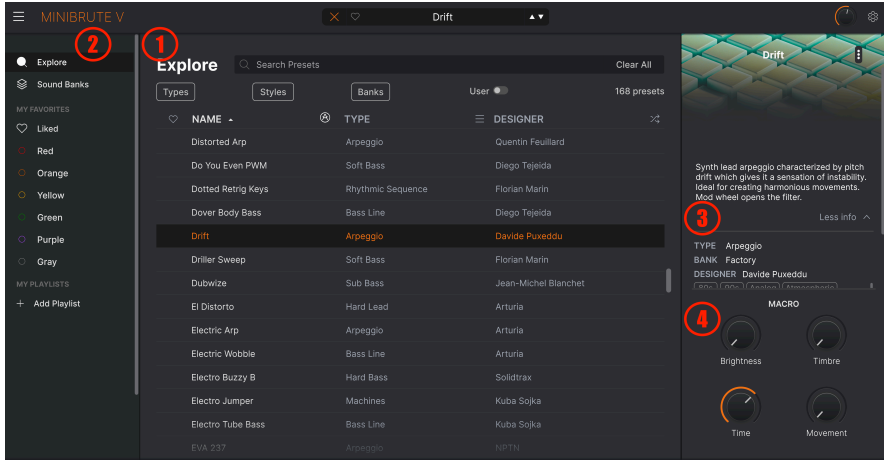 MINIBRUTE V
Drift
2
1
Explore
Sound Banks
MY FAVORITES
Liked
Red
Orange
Yellow
Green
Purple
Gray
MY PLAYLISTS
+ Add Playlist
Explore
Search Presets
Clear All
Types
Styles
Banks
User
168 presets
NAME
TYPE
DESIGNER
Distorted Arp Arpeggio Quentin Feuillard
Do You Even PWM Soft Bass Diego Tejeida
Dotted Retrig Keys Rhythmic Sequence Florian Marin
Dover Body Bass Bass Line Diego Tejeida
Drift Arpeggio Davide Puxeddu
Driller Sweep Soft Bass Florian Marin
Dubwize Sub Bass Jean-Michel Blanchet
El Distorto Hard Lead Arturia
Electric Arp Arpeggio Arturia
Electric Wobble Bass Line Arturia
Electro Buzzy B Hard Bass Solidtrax
Electro Jumper Machines Kuba Sojka
Electro Tube Bass Bass Line Kuba Sojka
EVA 237 Arpeggio NPTN
Drift
Synth lead arpeggio characterized by pitch
drift which gives it a sensation of instability.
Ideal for creating harmonious movements.
Mod wheel opens the filter.
3
Less info
TYPE Arpeggio
BANK Factory
DESIGNER Davide Puxeddu
80s 90s Analog Atmospheric
MACRO
4
Brightness
Timbre
Time
Movement